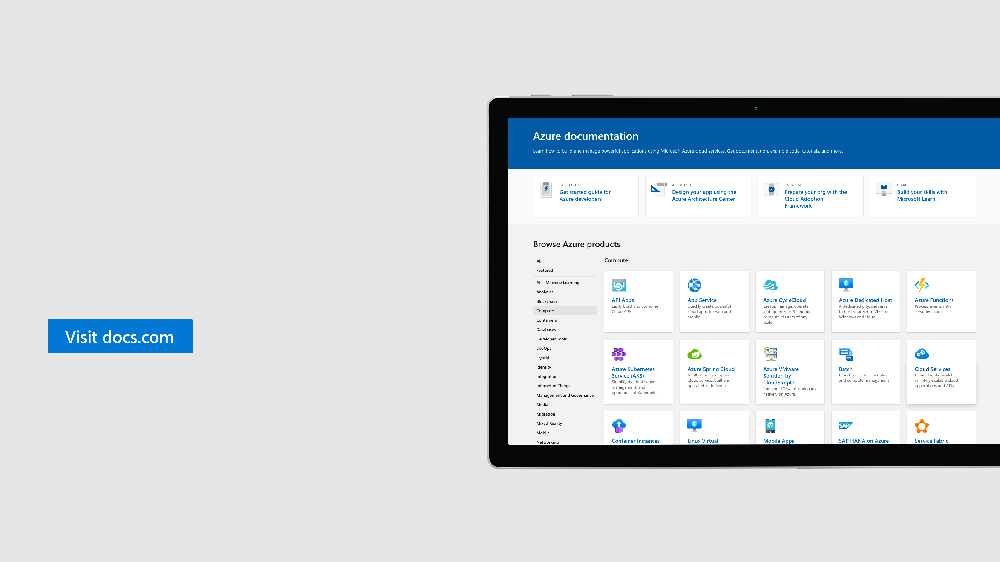 Visit docs.com
Azure documentation
Learn how to build and manage powerful applications using Microsoft Azure cloud services. Get documentation, example code, tutorials, and more.
GET STARTED
Get started guide for
Azure developers
ARCHITECTURE
Design your app using the
Azure Architecture Center
OVERVIEW
Prepare your org with the
Cloud Adoption
Framework
LEARN
Build your skills with
Microsoft Learn
Browse Azure products
All
Featured
AI + Machine Learning
Analytics
Blockchain
Compute
Containers
Databases
Developer Tools
DevOps
Hybrid
Identity
Integration
Internet of Things
Management and Governance
Media
Migration
Mixed Reality
Mobile
Networking
Compute
API Apps
Easily build and consume
Cloud APIs
App Service
Quickly create powerful
cloud apps for web and
mobile
Azure CycleCloud
Create, manage, operate,
and optimize HPC and big
compute clusters of any
scale
Azure Dedicated Host
A dedicated physical server
to host your Azure VMs for
Windows and Linux
Azure Functions
Process events with
serverless code
Azure Kubernetes
Service (AKS)
Simplify the deployment,
management, and
operations of Kubernetes
Azure Spring Cloud
A fully managed Spring
Cloud service, built and
operated with Pivotal
CS
Azure VMware
Solution by
CloudSimple
Run your VMware workloads
natively on Azure
Batch
Cloud-scale job scheduling
and compute management
Cloud Services
Create highly-available,
infinitely-scalable cloud
applications and APIs
Container Instances
Linux Virtual
Mobile Apps
SAP
SAP HANA on Azure
Service Fabric